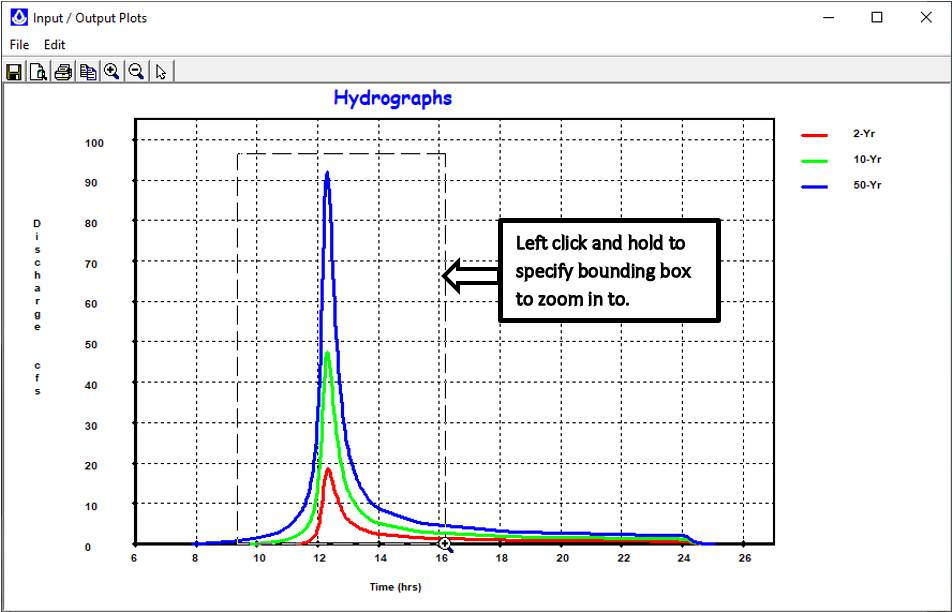 Input / Output Plots
File Edit
Hydrographs
2-Yr
10-Yr
50-Yr
100
90
80
70
60
50
40
30
20
10
0
Discharge cfs
Left click and hold to
specify bounding box
to zoom in to.
6 8 10 12 14 16 18 20 22 24 26
Time (hrs)